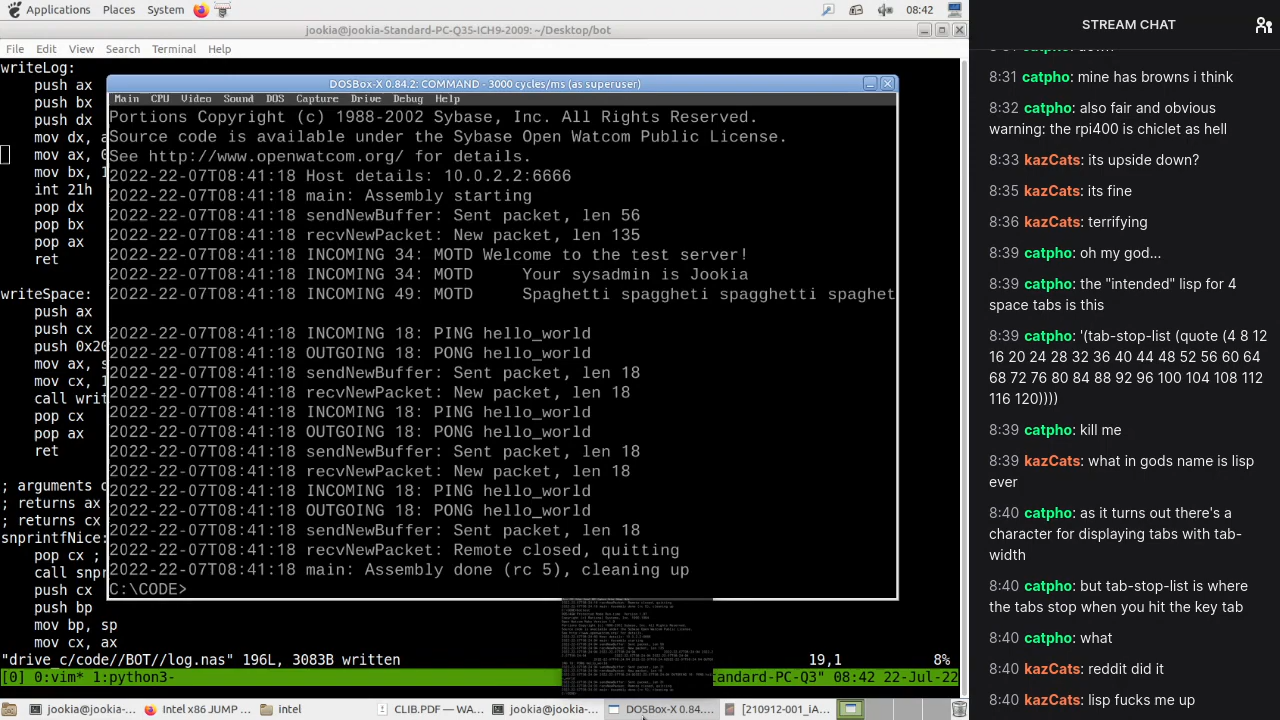 Applications Places System 08:42
jookia@jookia-Standard-PC-Q35-ICH9-2009: ~/Desktop/bot
File Edit View Search Terminal Help
writeLog:
push ax
push bx
push dx
mov dx, a
mov ax, 0
mov bx, 1
int 21h
pop dx
pop bx
pop ax
ret
writeSpace:
push ax
push cx
push 0x20
mov ax, s
mov cx, 1
call writ
pop cx
pop ax
ret
; arguments c
; returns ax
; returns cx
snprintfNice:
pop cx ;
call snpr
push cx
push bx
mov bx, sp
DOSBox-X 0.84.2: COMMAND - 3000 cycles/ms (as superuser)
Main CPU Video Sound DOS Capture Drive Debug Help
Portions Copyright (c) 1988-2002 Sybase, Inc. All Rights Reserved.
Source code is available under the Sybase Open Watcom Public License.
See http://www.openwatcom.org/ for details.
2022-22-07T08:41:18 Host details: 10.0.2.2:6666
2022-22-07T08:41:18 main: Assembly starting
2022-22-07T08:41:18 sendNewBuffer: Sent packet, len 56
2022-22-07T08:41:18 recvNewPacket: New packet, len 135
2022-22-07T08:41:18 INCOMING 34: MOTD Welcome to the test server!
2022-22-07T08:41:18 INCOMING 34: MOTD     Your sysadmin is Jookia
2022-22-07T08:41:18 INCOMING 49: MOTD     Spaghetti spaggheti spagghetti spaghet
2022-22-07T08:41:18 INCOMING 18: PING hello_world
2022-22-07T08:41:18 OUTGOING 18: PONG hello_world
2022-22-07T08:41:18 sendNewBuffer: Sent packet, len 18
2022-22-07T08:41:18 recvNewPacket: New packet, len 18
2022-22-07T08:41:18 INCOMING 18: PING hello_world
2022-22-07T08:41:18 OUTGOING 18: PONG hello_world
2022-22-07T08:41:18 sendNewBuffer: Sent packet, len 18
2022-22-07T08:41:18 recvNewPacket: New packet, len 18
2022-22-07T08:41:18 INCOMING 18: PING hello_world
2022-22-07T08:41:18 OUTGOING 18: PONG hello_world
2022-22-07T08:41:18 sendNewBuffer: Sent packet, len 18
2022-22-07T08:41:18 recvNewPacket: Remote closed, quitting
2022-22-07T08:41:18 main: Assembly done (rc 5), cleaning up
C:\CODE>
196L, 3983B 19,1 8%
[0] 0:vim* 1:python3- tandard-PC-Q3" 08:42 22-Jul-22
jookia@jookia-... Intel x86 JUMP ... intel CLIB.PDF — WA... jookia@jookia-... DOSBox-X 0.84.... [210912-001_iA...
STREAM CHAT
8:31 catpho: mine has browns i think
8:32 catpho: also fair and obvious
warning: the rpi400 is chiclet as hell
8:33 kazCats: its upside down?
8:35 kazCats: its fine
8:36 kazCats: terrifying
8:39 catpho: oh my god...
8:39 catpho: the "intended" lisp for 4
space tabs is this
8:39 catpho: '(tab-stop-list (quote (4 8 12
16 20 24 28 32 36 40 44 48 52 56 60 64
68 72 76 80 84 88 92 96 100 104 108 112
116 120))))
8:39 catpho: kill me
8:39 kazCats: what in gods name is lisp
ever
8:40 catpho: as it turns out there's a
character for displaying tabs with tab-
width
8:40 catpho: but tab-stop-list is where
the tabs stop when you hit the key tab
8:40 catpho: what
8:40 kazCats: addii did it
8:41 kazCats: lisp fucks me up